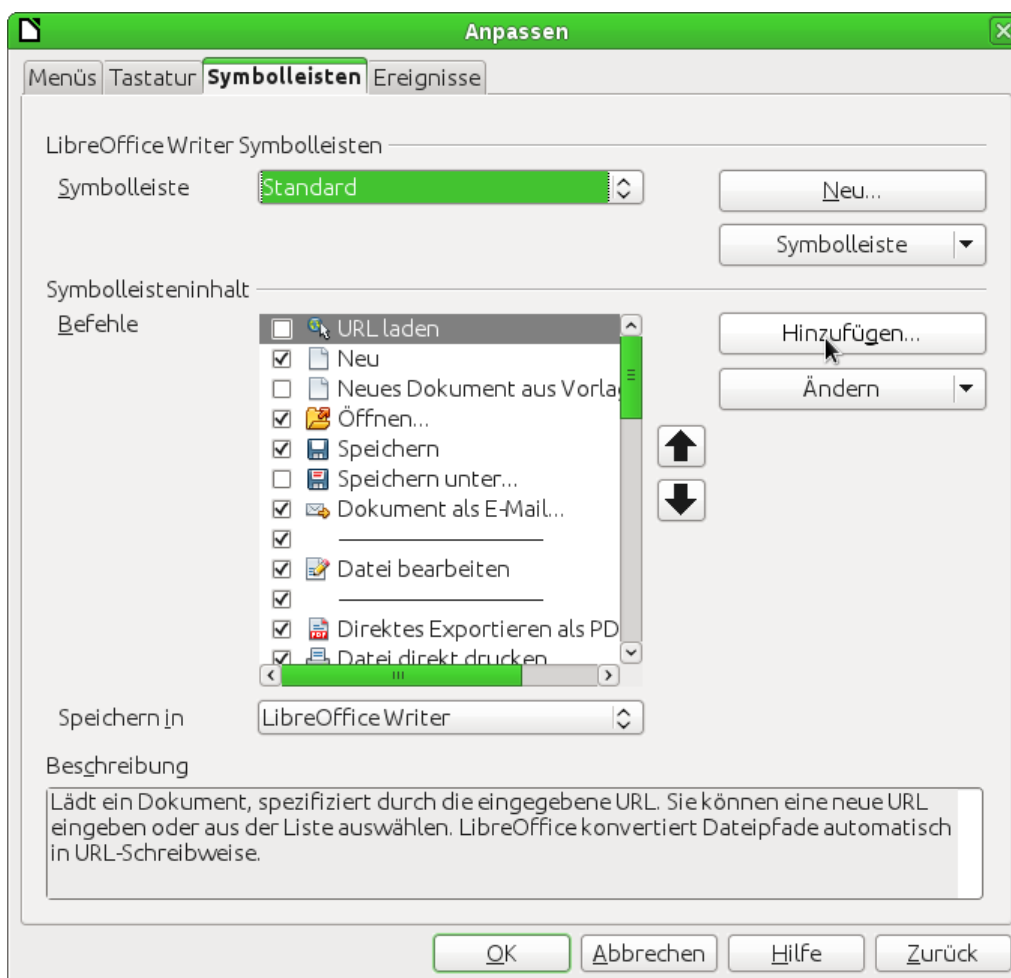 Anpassen
Menüs Tastatur Symbolleisten Ereignisse
LibreOffice Writer Symbolleisten
Symbolleiste Standard Neu...
Symbolleiste
Symbolleisteninhalt
Befehle URL laden Hinzufügen...
Neu
Neues Dokument aus Vorla
Ändern
Öffnen...
Speichern
Speichern unter...
Dokument als E-Mail...
Datei bearbeiten
Direktes Exportieren als PD
Datei direkt drucken
Speichern in LibreOffice Writer
Beschreibung
Lädt ein Dokument, spezifiziert durch die eingegebene URL. Sie können eine neue URL
eingeben oder aus der Liste auswählen. LibreOffice konvertiert Dateipfade automatisch
in URL-Schreibweise.
OK Abbrechen Hilfe Zurück